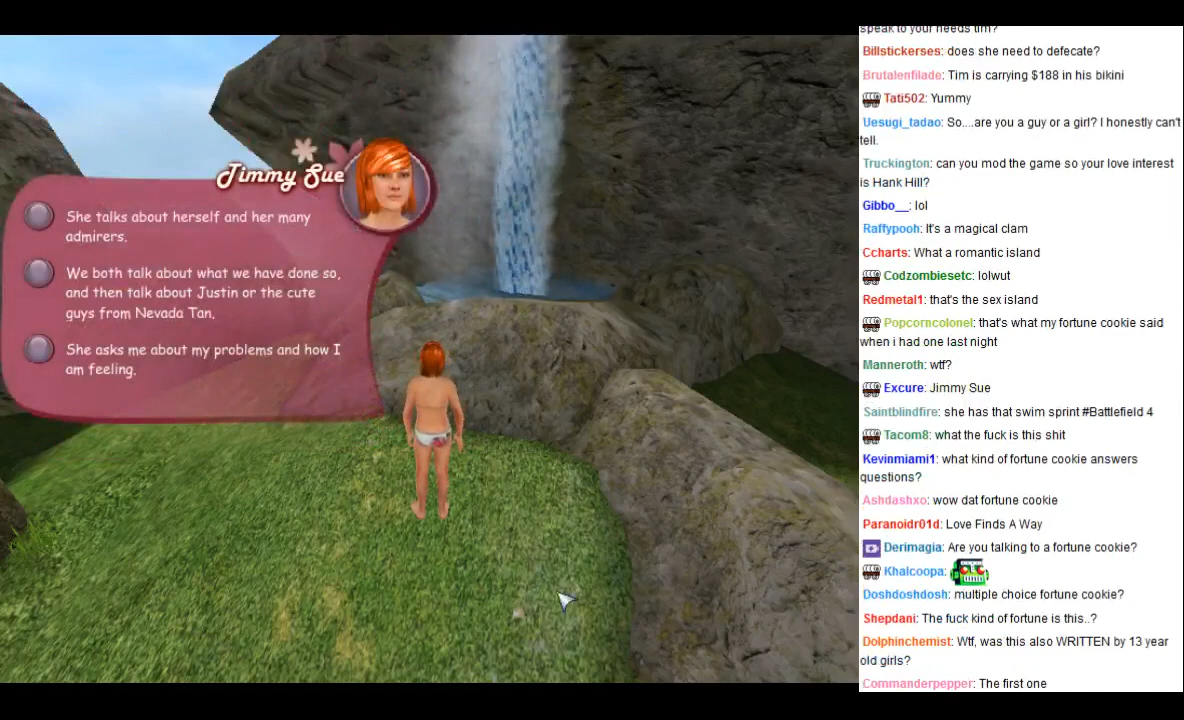 Jimmy Sue
She talks about herself and her many
admirers.
We both talk about what we have done so,
and then talk about Justin or the cute
guys from Nevada Tan.
She asks me about my problems and how I
am feeling.
speak to your needs tim?
Billstickerses: does she need to defecate?
Brutalenfilade: Tim is carrying $188 in his bikini
Tati502: Yummy
Uesugi_tadao: So....are you a guy or a girl? I honestly can't
tell.
Truckington: can you mod the game so your love interest
is Hank Hill?
Gibbo__: lol
Raffypooh: It's a magical clam
Ccharts: What a romantic island
Codzombiesetc: lolwut
Redmetal1: that's the sex island
Popcorncolonel: that's what my fortune cookie said
when i had one last night
Manneroth: wtf?
Excure: Jimmy Sue
Saintblindfire: she has that swim sprint #Battlefield 4
Tacom8: what the fuck is this shit
Kevinmiami1: what kind of fortune cookie answers
questions?
Ashdashxo: wow dat fortune cookie
Paranoidr01d: Love Finds A Way
Derimagia: Are you talking to a fortune cookie?
Khalcoopa:
Doshdoshdosh: multiple choice fortune cookie?
Shepdani: The fuck kind of fortune is this..?
Dolphinchemist: Wtf, was this also WRITTEN by 13 year
old girls?
Commanderpepper: The first one